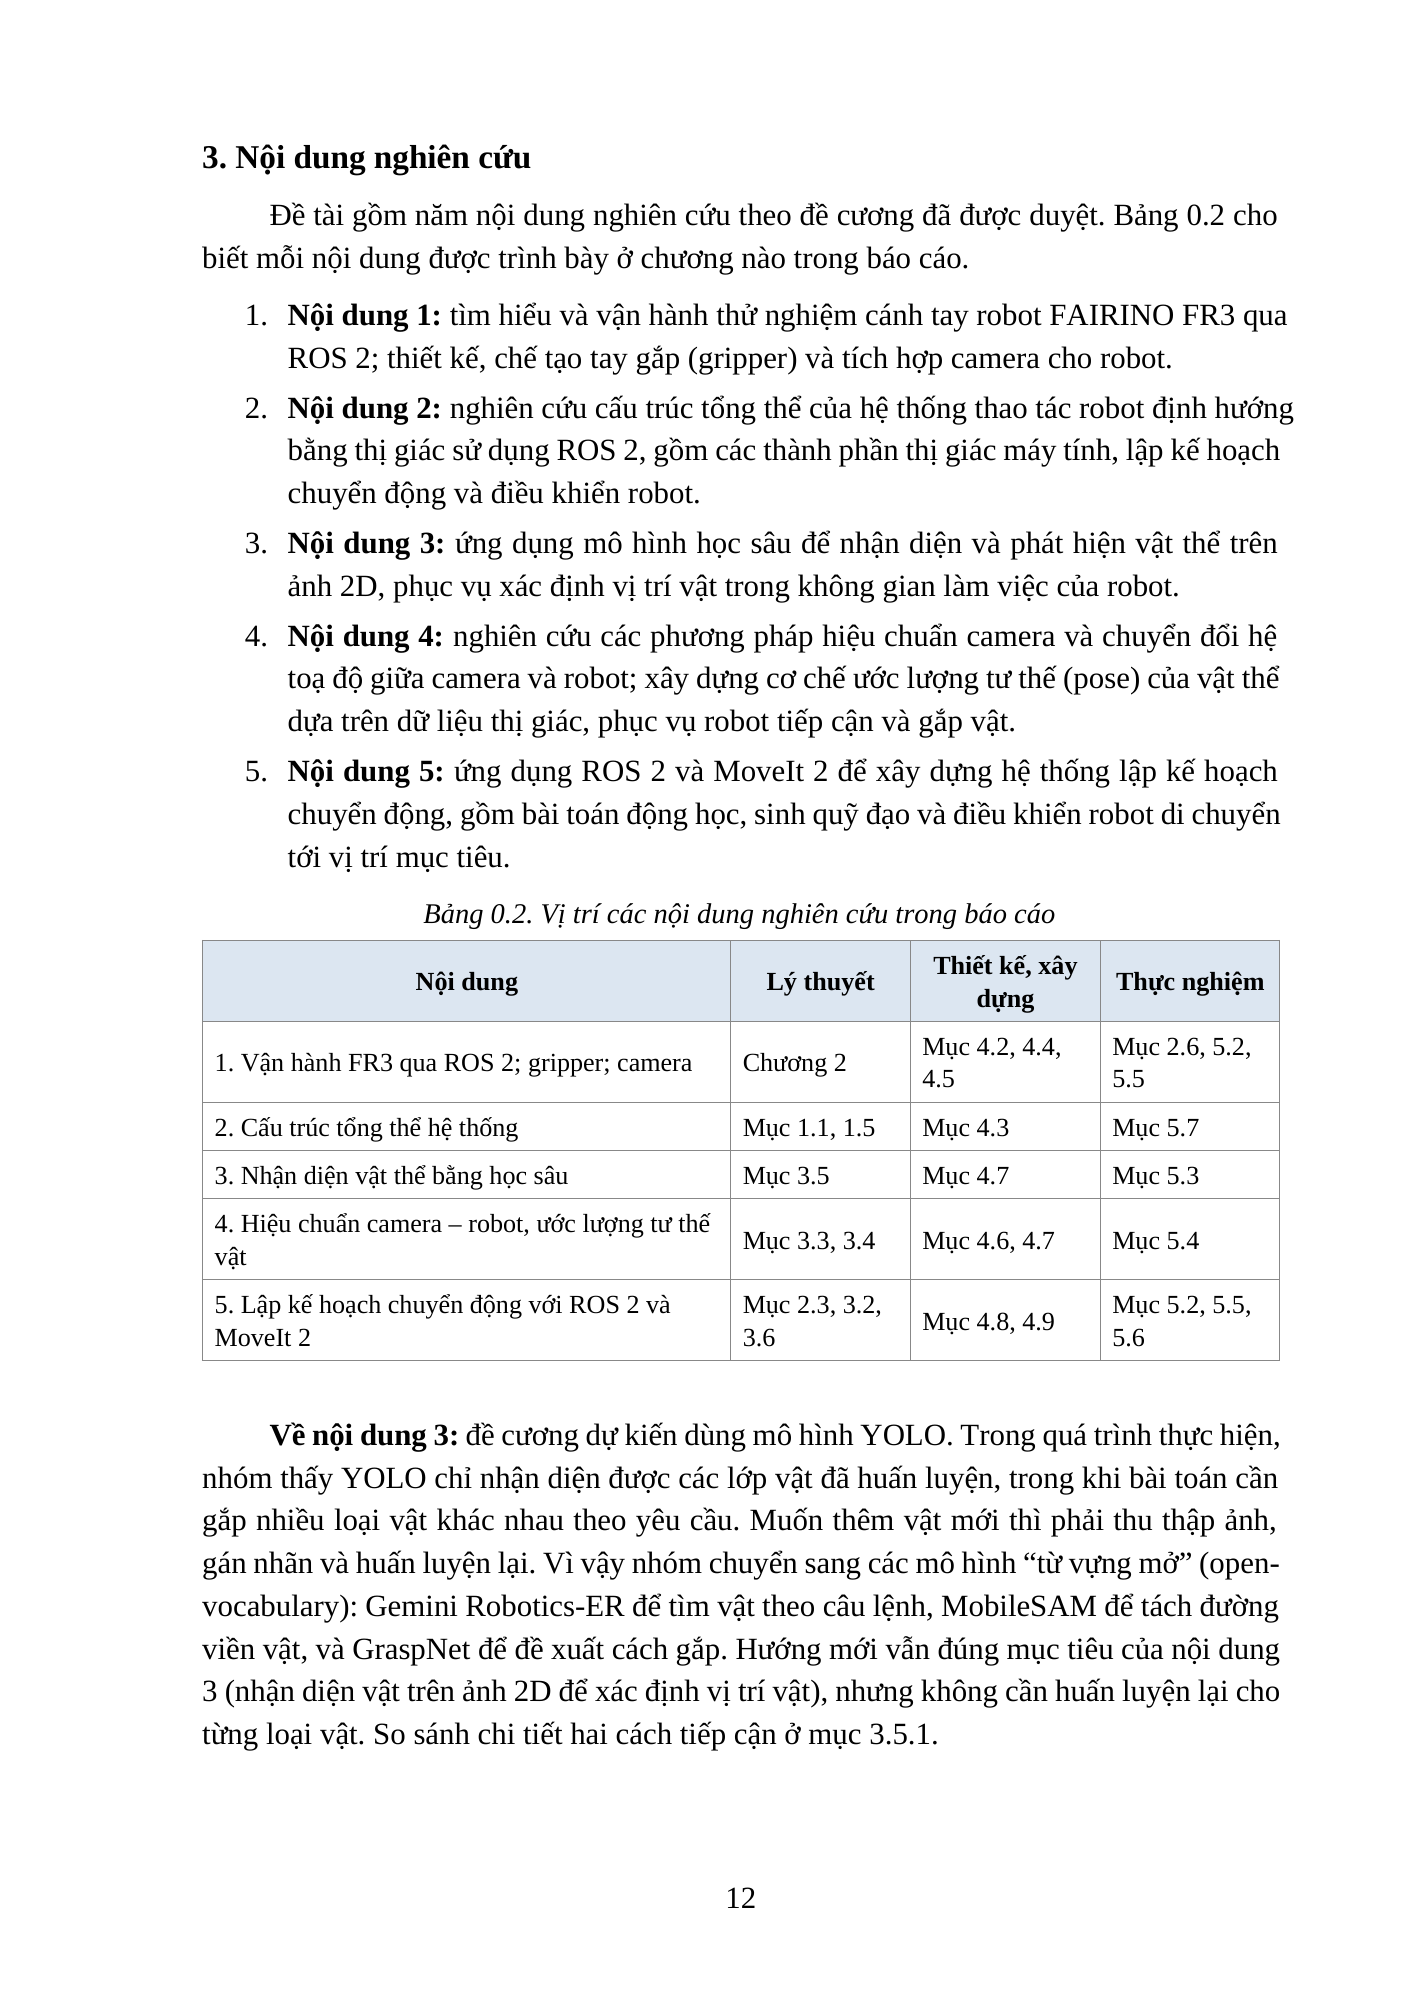 3. Nội dung nghiên cứu
Đề tài gồm năm nội dung nghiên cứu theo đề cương đã được duyệt. Bảng 0.2 cho
biết mỗi nội dung được trình bày ở chương nào trong báo cáo.
1. Nội dung 1: tìm hiểu và vận hành thử nghiệm cánh tay robot FAIRINO FR3 qua
ROS 2; thiết kế, chế tạo tay gắp (gripper) và tích hợp camera cho robot.
2. Nội dung 2: nghiên cứu cấu trúc tổng thể của hệ thống thao tác robot định hướng
bằng thị giác sử dụng ROS 2, gồm các thành phần thị giác máy tính, lập kế hoạch
chuyển động và điều khiển robot.
3. Nội dung 3: ứng dụng mô hình học sâu để nhận diện và phát hiện vật thể trên
ảnh 2D, phục vụ xác định vị trí vật trong không gian làm việc của robot.
4. Nội dung 4: nghiên cứu các phương pháp hiệu chuẩn camera và chuyển đổi hệ
toạ độ giữa camera và robot; xây dựng cơ chế ước lượng tư thế (pose) của vật thể
dựa trên dữ liệu thị giác, phục vụ robot tiếp cận và gắp vật.
5. Nội dung 5: ứng dụng ROS 2 và MoveIt 2 để xây dựng hệ thống lập kế hoạch
chuyển động, gồm bài toán động học, sinh quỹ đạo và điều khiển robot di chuyển
tới vị trí mục tiêu.
Bảng 0.2. Vị trí các nội dung nghiên cứu trong báo cáo
Nội dung
Lý thuyết
Thiết kế, xây
dựng
Thực nghiệm
1. Vận hành FR3 qua ROS 2; gripper; camera
Chương 2
Mục 4.2, 4.4,
4.5
Mục 2.6, 5.2,
5.5
2. Cấu trúc tổng thể hệ thống
Mục 1.1, 1.5
Mục 4.3
Mục 5.7
3. Nhận diện vật thể bằng học sâu
Mục 3.5
Mục 4.7
Mục 5.3
4. Hiệu chuẩn camera – robot, ước lượng tư thế
vật
Mục 3.3, 3.4
Mục 4.6, 4.7
Mục 5.4
5. Lập kế hoạch chuyển động với ROS 2 và
MoveIt 2
Mục 2.3, 3.2,
3.6
Mục 4.8, 4.9
Mục 5.2, 5.5,
5.6
Về nội dung 3: đề cương dự kiến dùng mô hình YOLO. Trong quá trình thực hiện,
nhóm thấy YOLO chỉ nhận diện được các lớp vật đã huấn luyện, trong khi bài toán cần
gắp nhiều loại vật khác nhau theo yêu cầu. Muốn thêm vật mới thì phải thu thập ảnh,
gán nhãn và huấn luyện lại. Vì vậy nhóm chuyển sang các mô hình “từ vựng mở” (open-
vocabulary): Gemini Robotics-ER để tìm vật theo câu lệnh, MobileSAM để tách đường
viền vật, và GraspNet để đề xuất cách gắp. Hướng mới vẫn đúng mục tiêu của nội dung
3 (nhận diện vật trên ảnh 2D để xác định vị trí vật), nhưng không cần huấn luyện lại cho
từng loại vật. So sánh chi tiết hai cách tiếp cận ở mục 3.5.1.
12